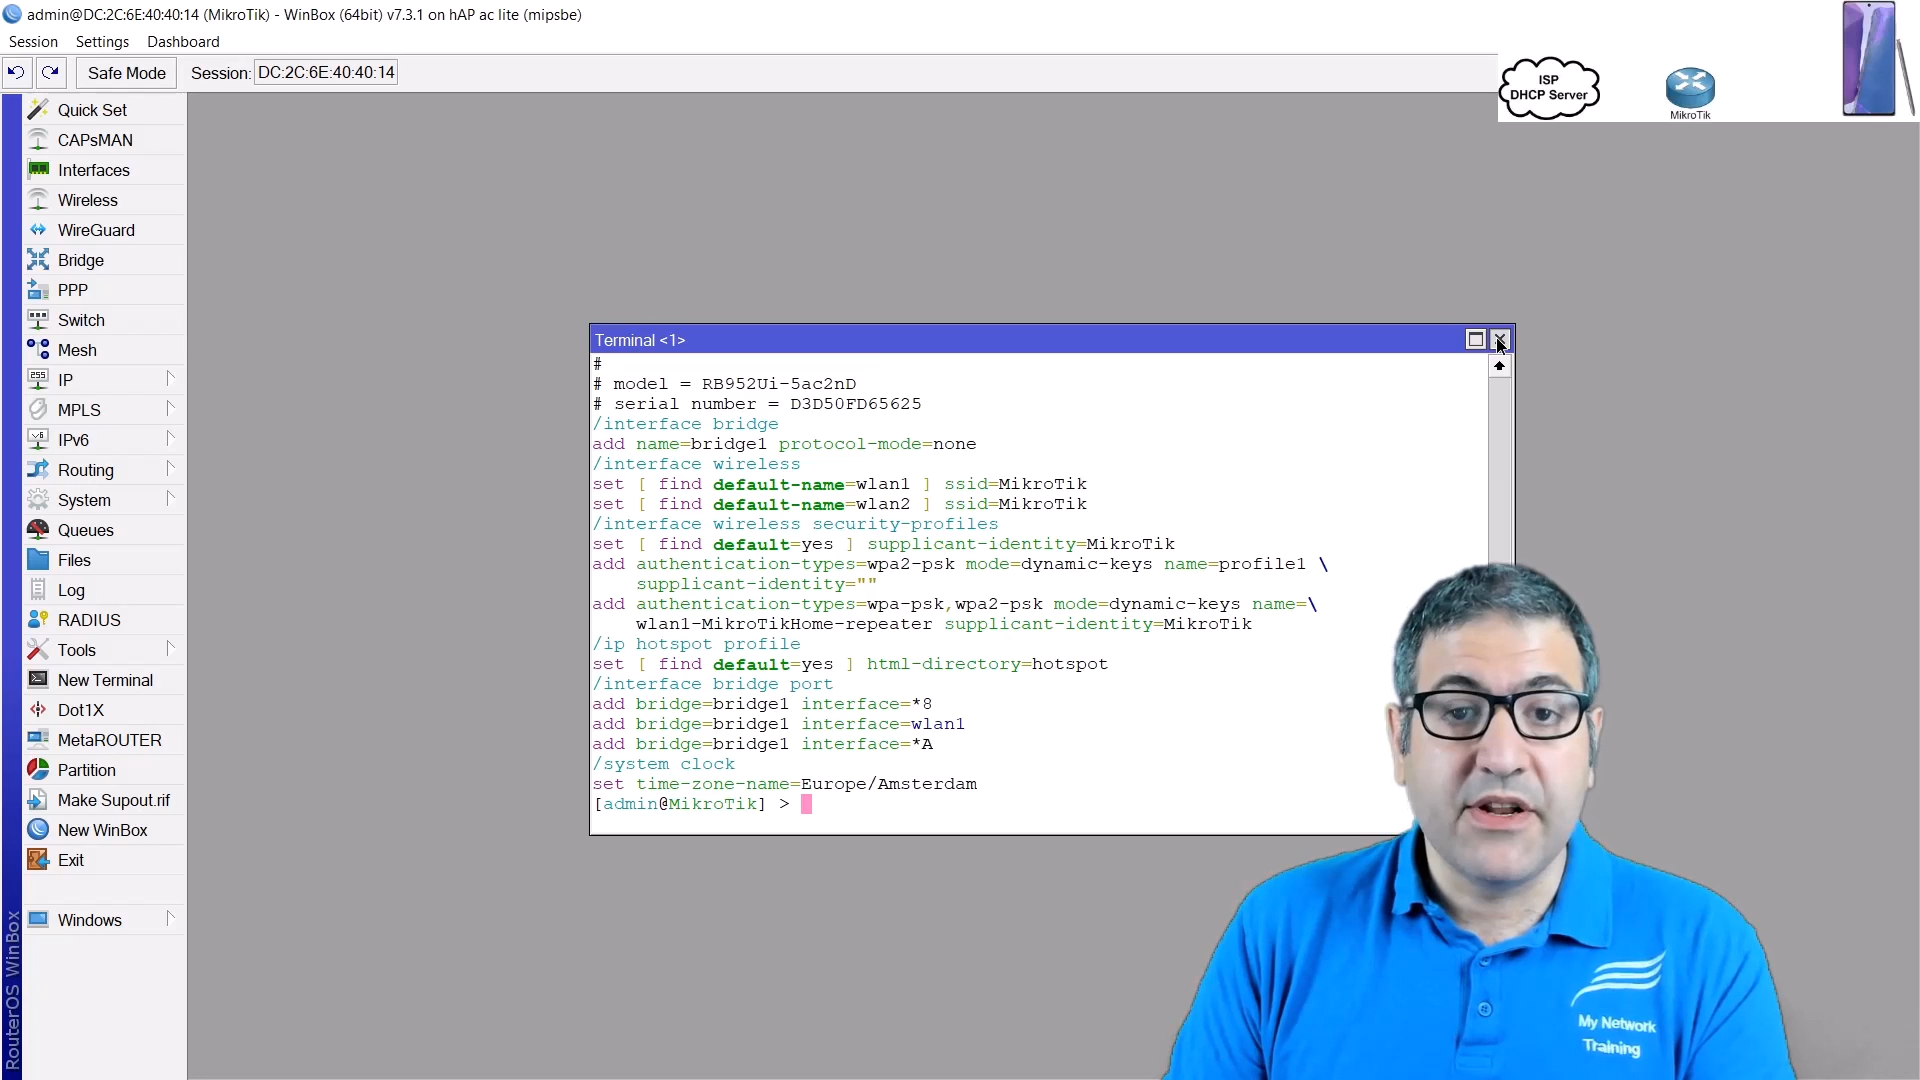 admin@DC:2C:6E:40:40:14 (MikroTik) - WinBox (64bit) v7.3.1 on hAP ac lite (mipsbe)
Session Settings Dashboard
Safe Mode Session: DC:2C:6E:40:40:14
ISP
DHCP Server
MikroTik
Quick Set
CAPsMAN
Interfaces
Wireless
WireGuard
Bridge
PPP
Switch
Mesh
IP
MPLS
IPv6
Routing
System
Queues
Files
Log
RADIUS
Tools
New Terminal
Dot1X
MetaROUTER
Partition
Make Supout.rif
New WinBox
Exit
Windows
RouterOS WinBox
Terminal <1>
#
# model = RB952Ui-5ac2nD
# serial number = D3D50FD65625
/interface bridge
add name=bridge1 protocol-mode=none
/interface wireless
set [ find default-name=wlan1 ] ssid=MikroTik
set [ find default-name=wlan2 ] ssid=MikroTik
/interface wireless security-profiles
set [ find default=yes ] supplicant-identity=MikroTik
add authentication-types=wpa2-psk mode=dynamic-keys name=profile1 \
supplicant-identity=""
add authentication-types=wpa-psk,wpa2-psk mode=dynamic-keys name=\
wlan1-MikroTikHome-repeater supplicant-identity=MikroTik
/ip hotspot profile
set [ find default=yes ] html-directory=hotspot
/interface bridge port
add bridge=bridge1 interface=*8
add bridge=bridge1 interface=wlan1
add bridge=bridge1 interface=*A
/system clock
set time-zone-name=Europe/Amsterdam
[admin@MikroTik] >
My Network
Training